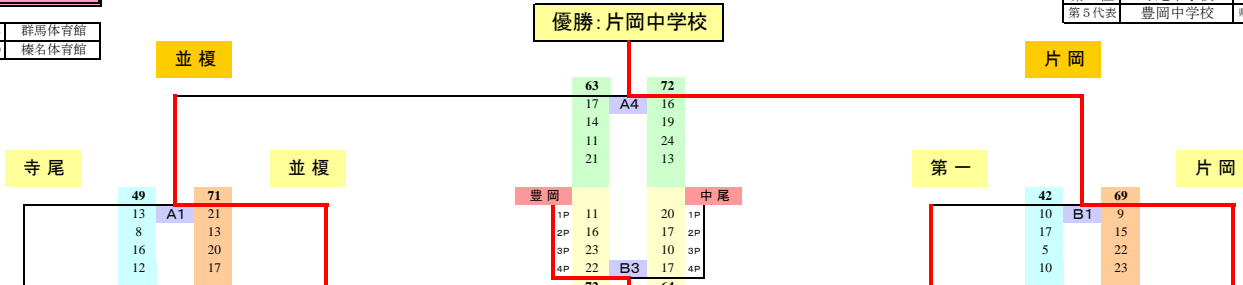 優勝：片岡中学校
第５代表 豊岡中学校
群馬体育館
榛名体育館
並榎 片岡
63 72
17 A4 16
14 19
11 24
21 13
寺尾 並榎 第一 片岡
49 71 豊岡 中尾 42 69
13 A1 21 1P 11 20 1P 10 B1 9
8 13 2P 16 17 2P 17 15
16 20 3P 23 10 3P 5 22
12 17 4P 22 B3 17 4P 10 23